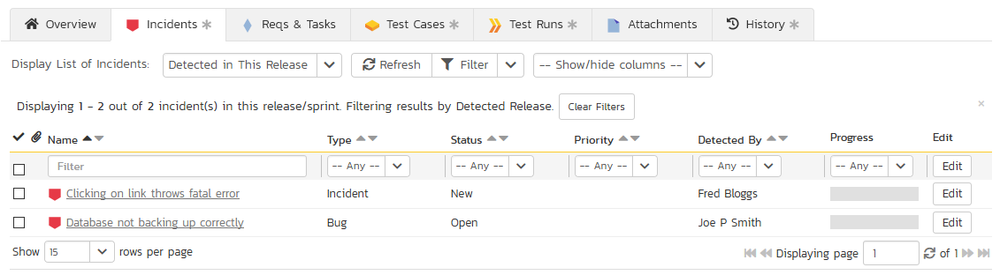 Overview Incidents * Reqs & Tasks Test Cases * Test Runs * Attachments History *
Display List of Incidents: Detected in This Release Refresh Filter -- Show/hide columns --
Displaying 1 - 2 out of 2 incident(s) in this release/sprint. Filtering results by Detected Release. Clear Filters ×
Name Type Status Priority Detected By Progress Edit
Filter -- Any -- -- Any -- -- Any -- -- Any -- -- Any -- Edit
Clicking on link throws fatal error Incident New Fred Bloggs Edit
Database not backing up correctly Bug Open Joe P Smith Edit
Show 15 rows per page Displaying page 1 of 1